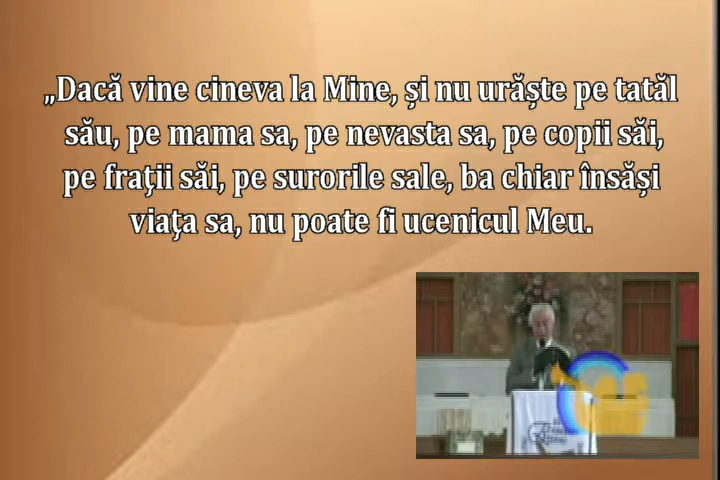 „Dacă vine cineva la Mine, și nu urăște pe tatăl
său, pe mama sa, pe nevasta sa, pe copii săi,
pe frații săi, pe surorile sale, ba chiar însăși
viața sa, nu poate fi ucenicul Meu.